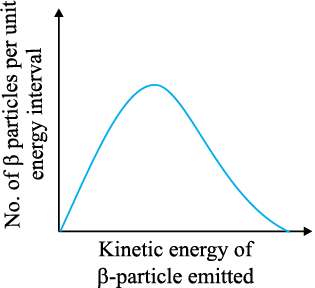 No. of β particles per unit
energy interval
Kinetic energy of
β-particle emitted